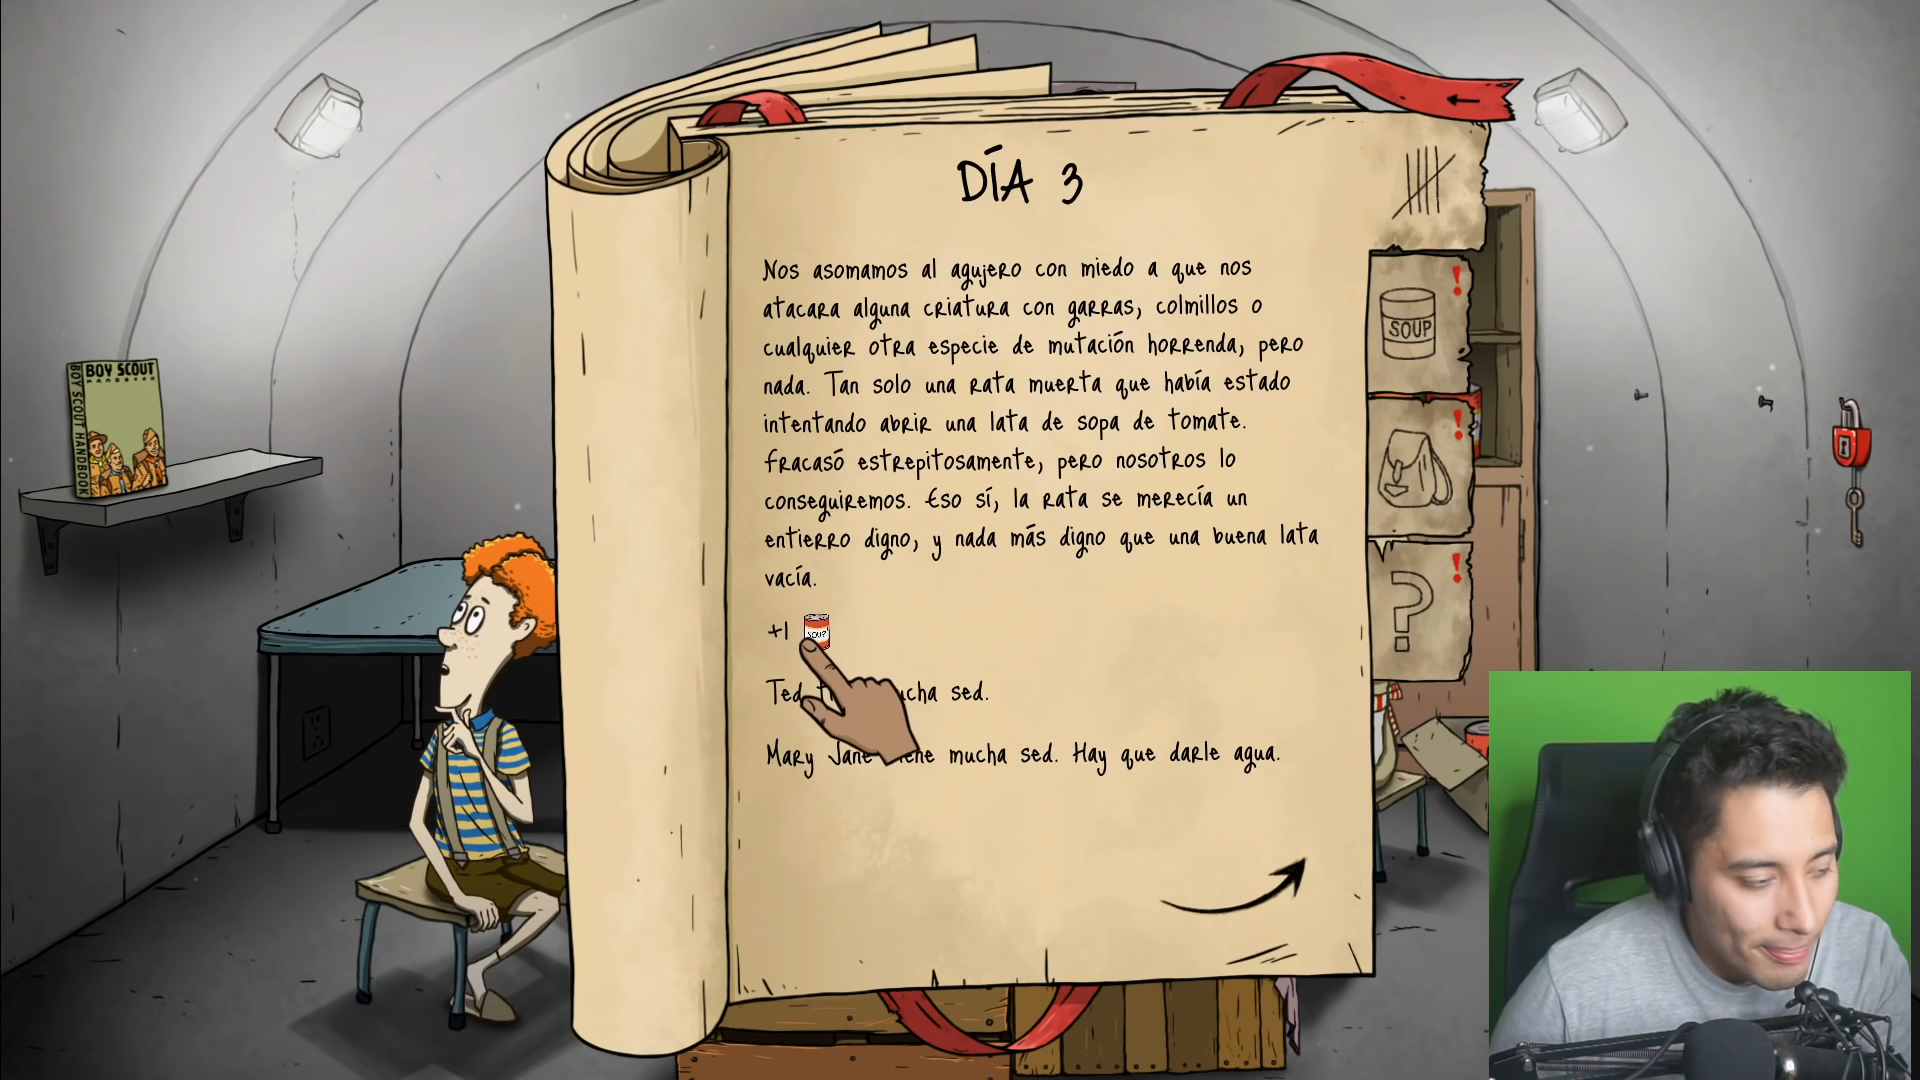 DÍA 3
Nos asomamos al agujero con miedo a que nos
atacara alguna criatura con garras, colmillos o
cualquier otra especie de mutación horrenda, pero
nada. Tan solo una rata muerta que había estado
intentando abrir una lata de sopa de tomate.
Fracasó estrepitosamente, pero nosotros lo
conseguiremos. Eso sí, la rata se merecía un
entierro digno, y nada más digno que una buena lata
vacía.
+1 SOUP
Ted mucha sed.
Mary Jane tiene mucha sed. Hay que darle agua.
SOUP
!
!
?
!
BOY SCOUT
HANDBOOK
BOY SCOUT HANDBOOK